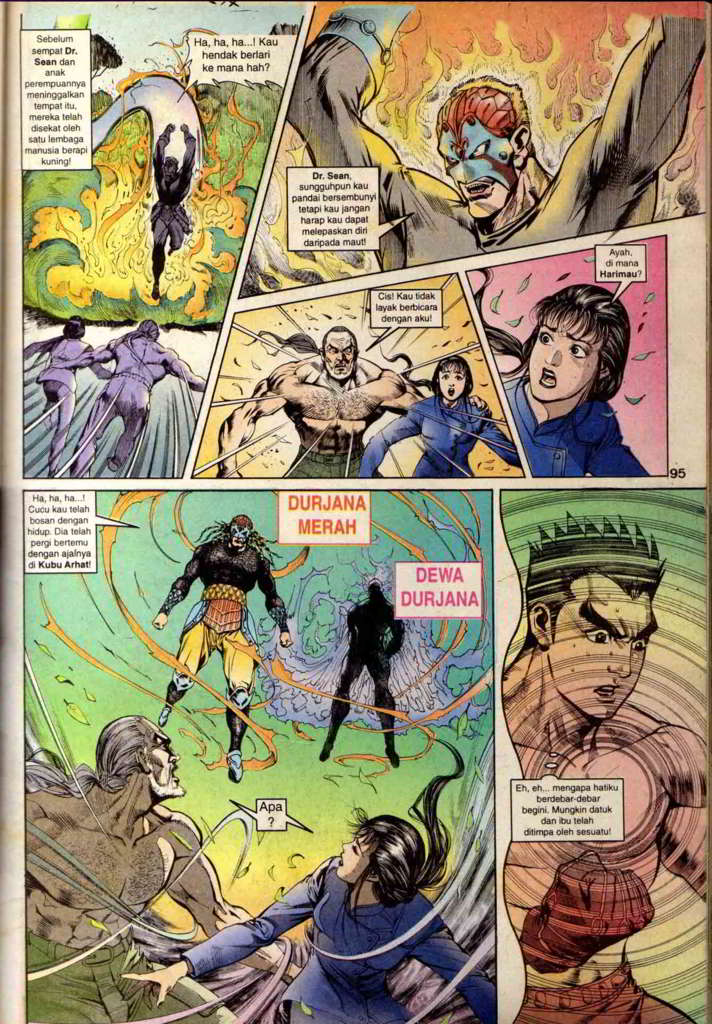 Sebelum
sempat Dr.
Sean dan
anak
perempuannya
meninggalkan
tempat itu,
mereka telah
disekat oleh
satu lembaga
manusia berapi
kuning!
Ha, ha, ha...! Kau
hendak berlari
ke mana hah?
Dr. Sean,
sungguhpun kau
pandai bersembunyi
tetapi kau jangan
harap kau dapat
melepaskan diri
daripada maut!
Cis! Kau tidak
layak berbicara
dengan aku!
Ayah,
di mana
Harimau?
95
Ha, ha, ha...!
Cucu kau telah
bosan dengan
hidup. Dia telah
pergi bertemu
dengan ajalnya
di Kubu Arhat!
DURJANA
MERAH
DEWA
DURJANA
Apa
?
Eh, eh... mengapa hatiku
berdebar-debar
begini. Mungkin datuk
dan ibu telah
ditimpa oleh sesuatu!